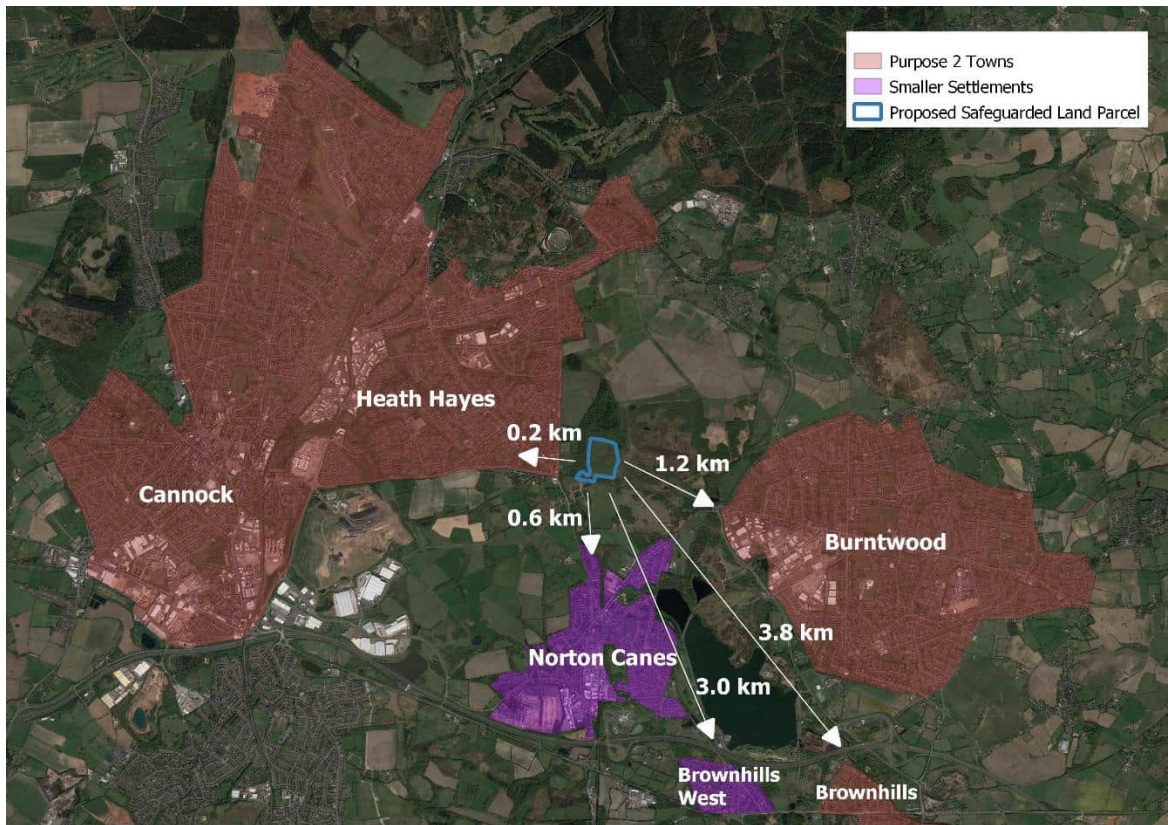 Purpose 2 Towns
Smaller Settlements
Proposed Safeguarded Land Parcel
Heath Hayes
0.2 km
1.2 km
Cannock
0.6 km
Burntwood
3.8 km
Norton Canes
3.0 km
Brownhills
West
Brownhills